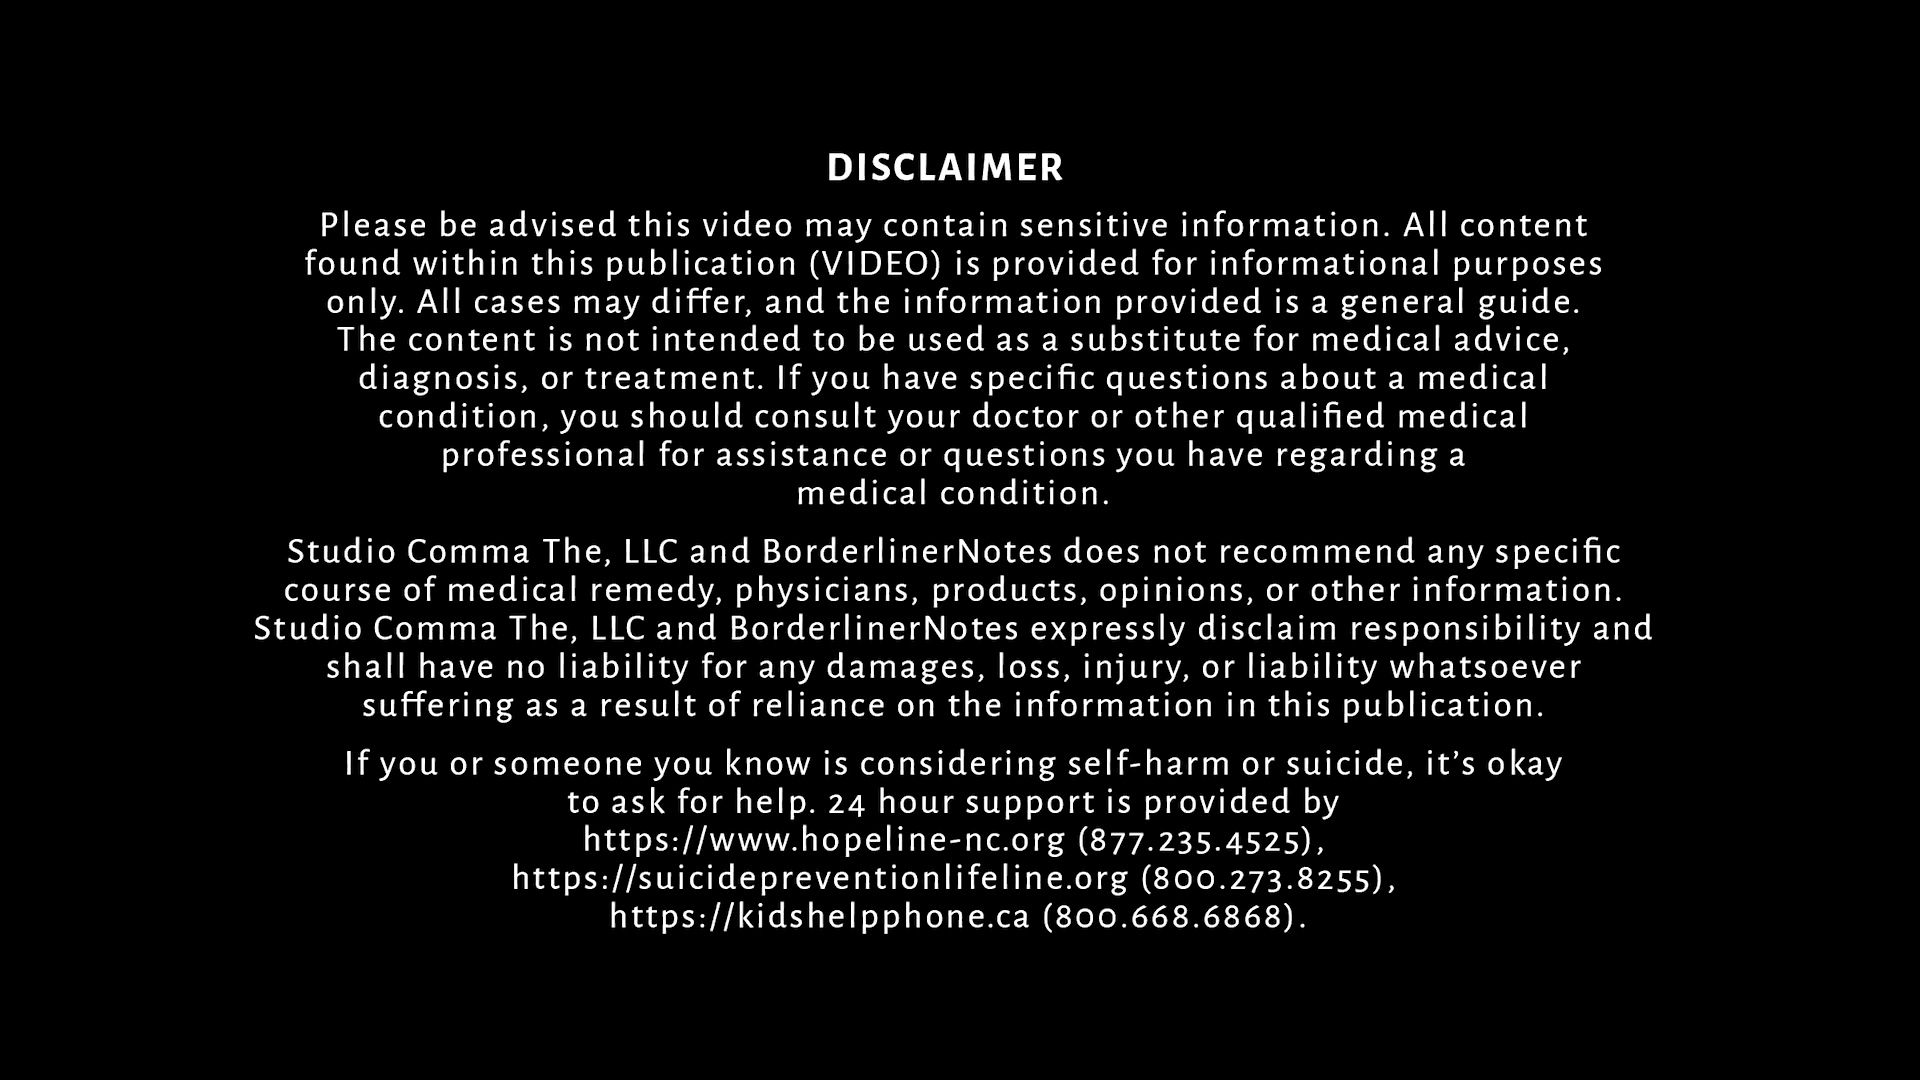 DISCLAIMER
Please be advised this video may contain sensitive information. All content
found within this publication (VIDEO) is provided for informational purposes
only. All cases may differ, and the information provided is a general guide.
The content is not intended to be used as a substitute for medical advice,
diagnosis, or treatment. If you have specific questions about a medical
condition, you should consult your doctor or other qualified medical
professional for assistance or questions you have regarding a
medical condition.
Studio Comma The, LLC and BorderlinerNotes does not recommend any specific
course of medical remedy, physicians, products, opinions, or other information.
Studio Comma The, LLC and BorderlinerNotes expressly disclaim responsibility and
shall have no liability for any damages, loss, injury, or liability whatsoever
suffering as a result of reliance on the information in this publication.
If you or someone you know is considering self-harm or suicide, it’s okay
to ask for help. 24 hour support is provided by
https://www.hopeline-nc.org (877.235.4525),
https://suicidepreventionlifeline.org (800.273.8255),
https://kidshelpphone.ca (800.668.6868).